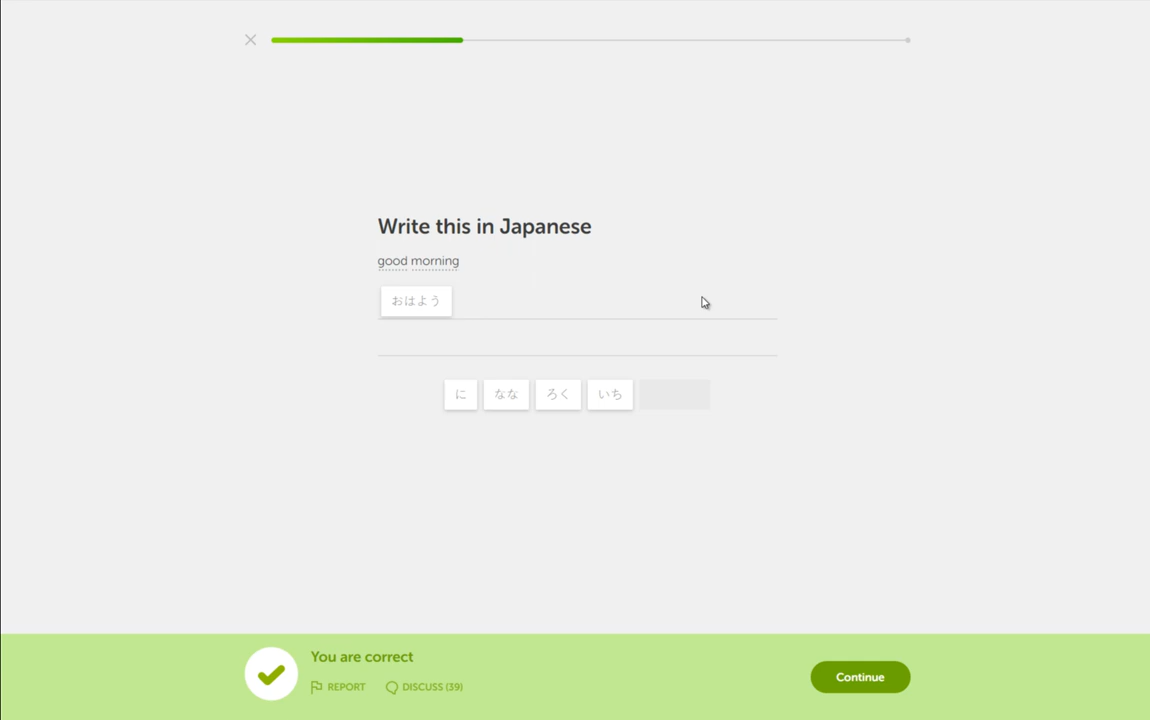 Write this in Japanese
good morning
おはよう
に なな ろく いち
You are correct
REPORT DISCUSS (39)
Continue